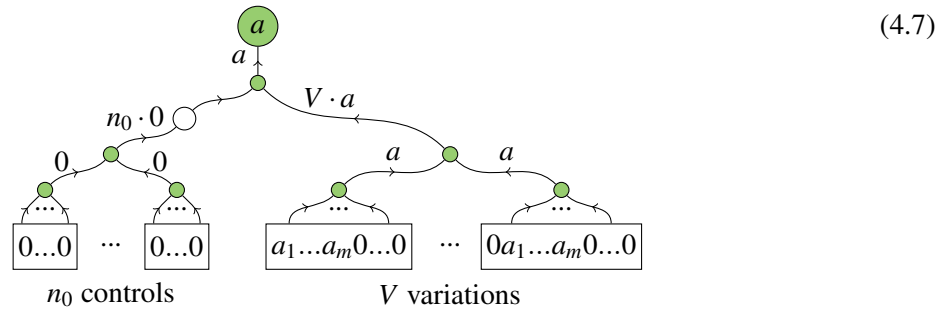 a
(4.7)
a
V · a
n₀ · 0
0 0 a a
... ... ... ...
0...0 ... 0...0 a₁...aₘ0...0 ... 0a₁...aₘ0...0
n₀ controls V variations